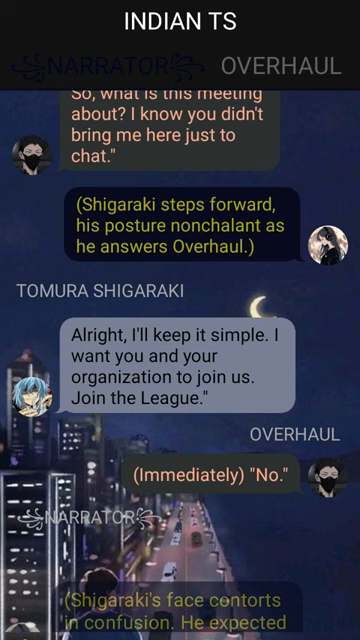 INDIAN TS
꧁NARRATOR꧂ OVERHAUL
So, what is this meeting
about? I know you didn't
bring me here just to
chat."
(Shigaraki steps forward,
his posture nonchalant as
he answers Overhaul.)
TOMURA SHIGARAKI
Alright, I'll keep it simple. I
want you and your
organization to join us.
Join the League."
OVERHAUL
(Immediately) "No."
꧁NARRATOR꧂
(Shigaraki's face contorts
in confusion. He expected